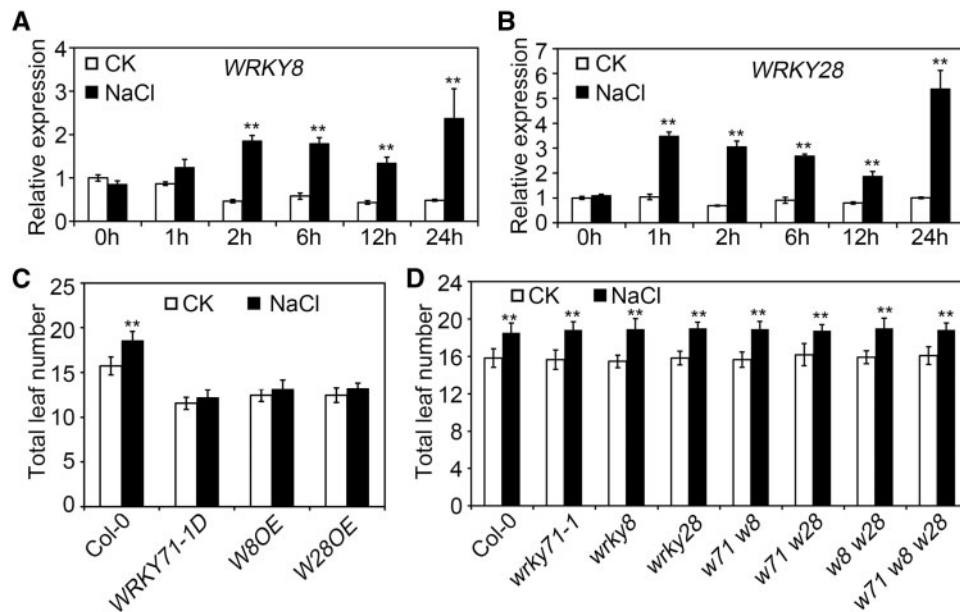 A
Relative expression
4
3
2
1
0
CK
NaCl
WRKY8
**
**
**
**
0h 1h 2h 6h 12h 24h
B
Relative expression
7
6
5
4
3
2
1
0
CK
NaCl
WRKY28
**
**
**
**
**
0h 1h 2h 6h 12h 24h
C
Total leaf number
25
20
15
10
5
0
CK NaCl
**
Col-0
WRKY71-1D
W8OE
W28OE
D
Total leaf number
24
20
16
12
8
4
0
CK NaCl
** ** ** ** ** ** ** **
Col-0
wrky71-1
wrky8
wrky28
w71 w8
w71 w28
w8 w28
w71 w8 w28